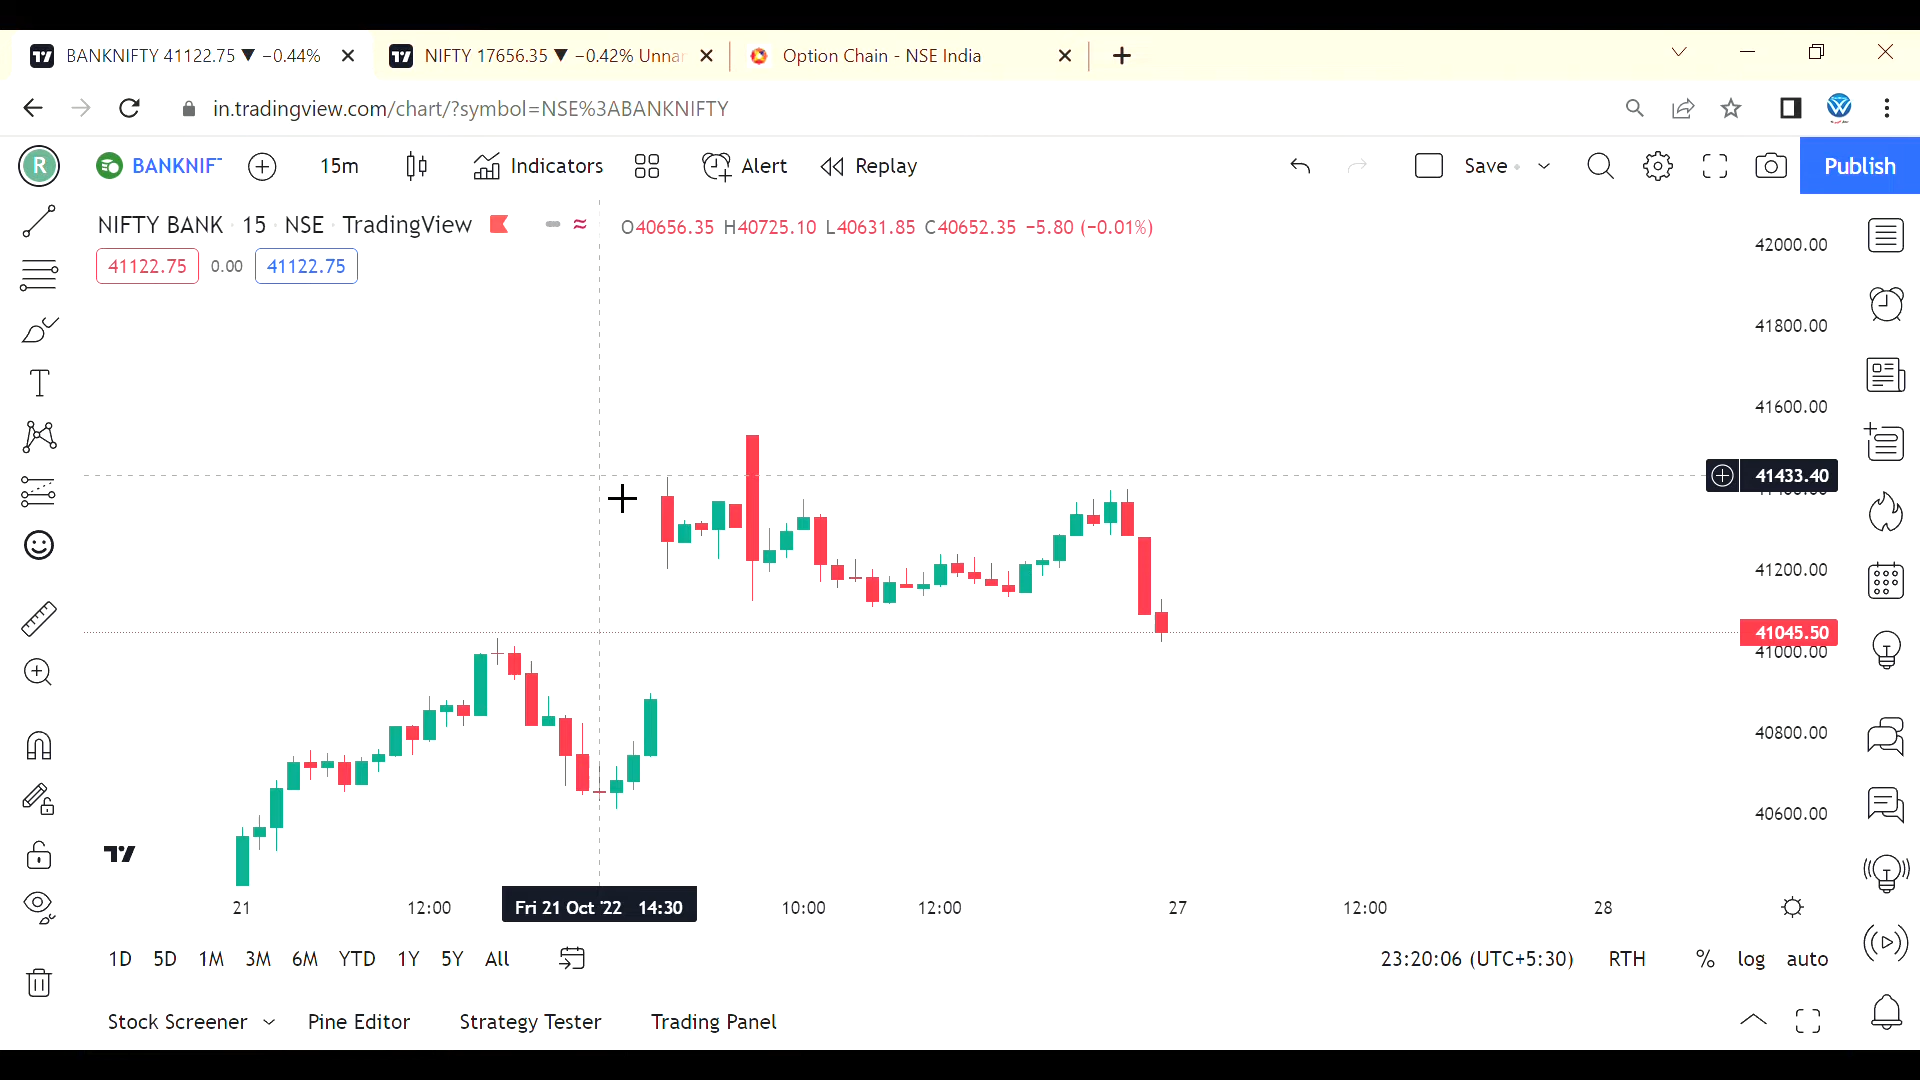 BANKNIFTY 41122.75 ▼ −0.44%
NIFTY 17656.35 ▼ −0.42% Unnar
Option Chain - NSE India
in.tradingview.com/chart/?symbol=NSE%3ABANKNIFTY
R
BANKNIF
15m
Indicators
Alert
Replay
Save
Publish
NIFTY BANK · 15 · NSE · TradingView
O40656.35 H40725.10 L40631.85 C40652.35 −5.80 (−0.01%)
41122.75 0.00 41122.75
42000.00
41800.00
41600.00
41433.40
41200.00
41045.50
41000.00
40800.00
40600.00
21 12:00 Fri 21 Oct '22 14:30 10:00 12:00 27 12:00 28
1D 5D 1M 3M 6M YTD 1Y 5Y All
23:20:06 (UTC+5:30) RTH % log auto
Stock Screener Pine Editor Strategy Tester Trading Panel